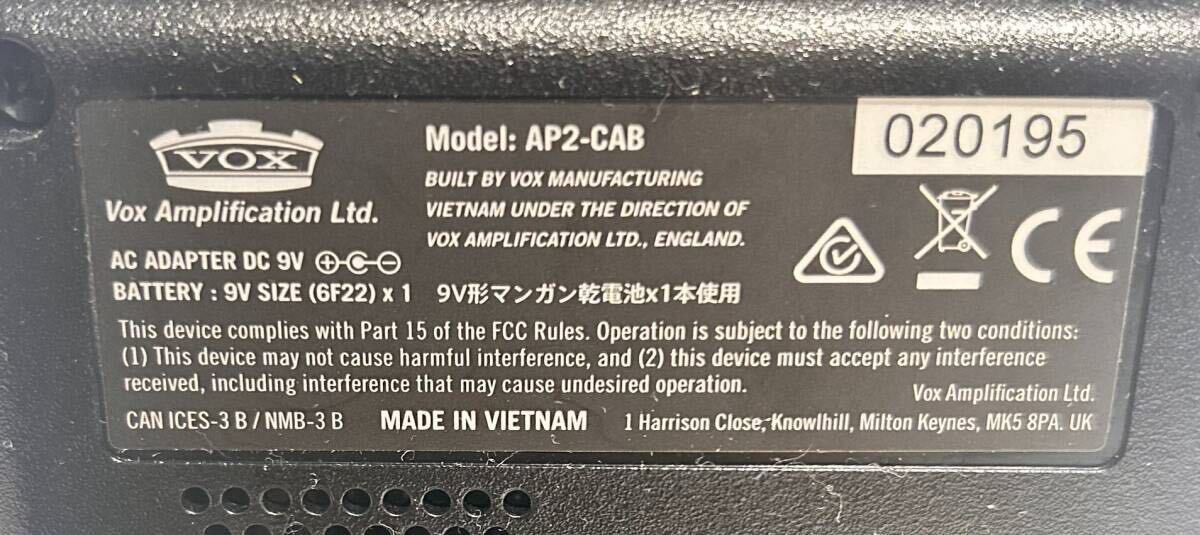 VOX
Vox Amplification Ltd.
Model: AP2-CAB
020195
BUILT BY VOX MANUFACTURING
VIETNAM UNDER THE DIRECTION OF
VOX AMPLIFICATION LTD., ENGLAND.
AC ADAPTER DC 9V
BATTERY : 9V SIZE (6F22) x 1 9V形マンガン乾電池x1本使用
CE
This device complies with Part 15 of the FCC Rules. Operation is subject to the following two conditions:
(1) This device may not cause harmful interference, and (2) this device must accept any interference
received, including interference that may cause undesired operation.
Vox Amplification Ltd.
CAN ICES-3 B / NMB-3 B MADE IN VIETNAM 1 Harrison Close, Knowlhill, Milton Keynes, MK5 8PA. UK